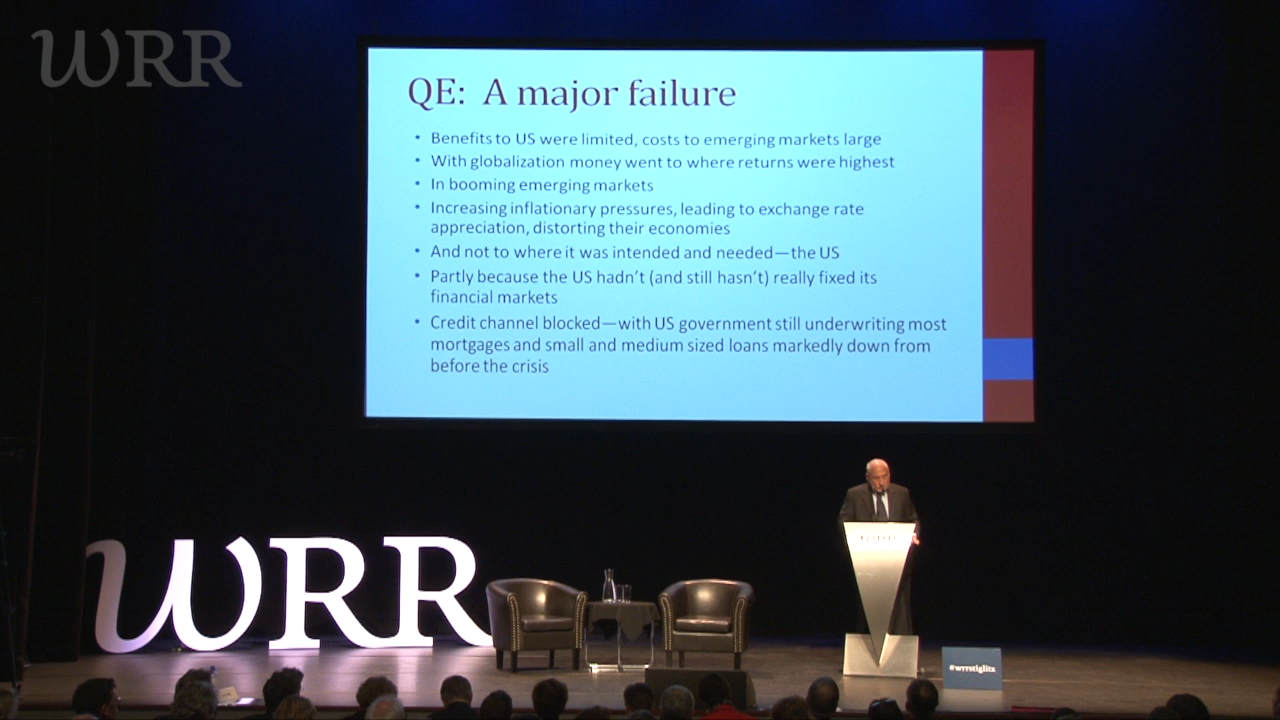 WRR
QE: A major failure
• Benefits to US were limited, costs to emerging markets large
• With globalization money went to where returns were highest
• In booming emerging markets
• Increasing inflationary pressures, leading to exchange rate
appreciation, distorting their economies
• And not to where it was intended and needed—the US
• Partly because the US hadn't (and still hasn't) really fixed its
financial markets
• Credit channel blocked—with US government still underwriting most
mortgages and small and medium sized loans markedly down from
before the crisis
WRR
#wrrstiglitz